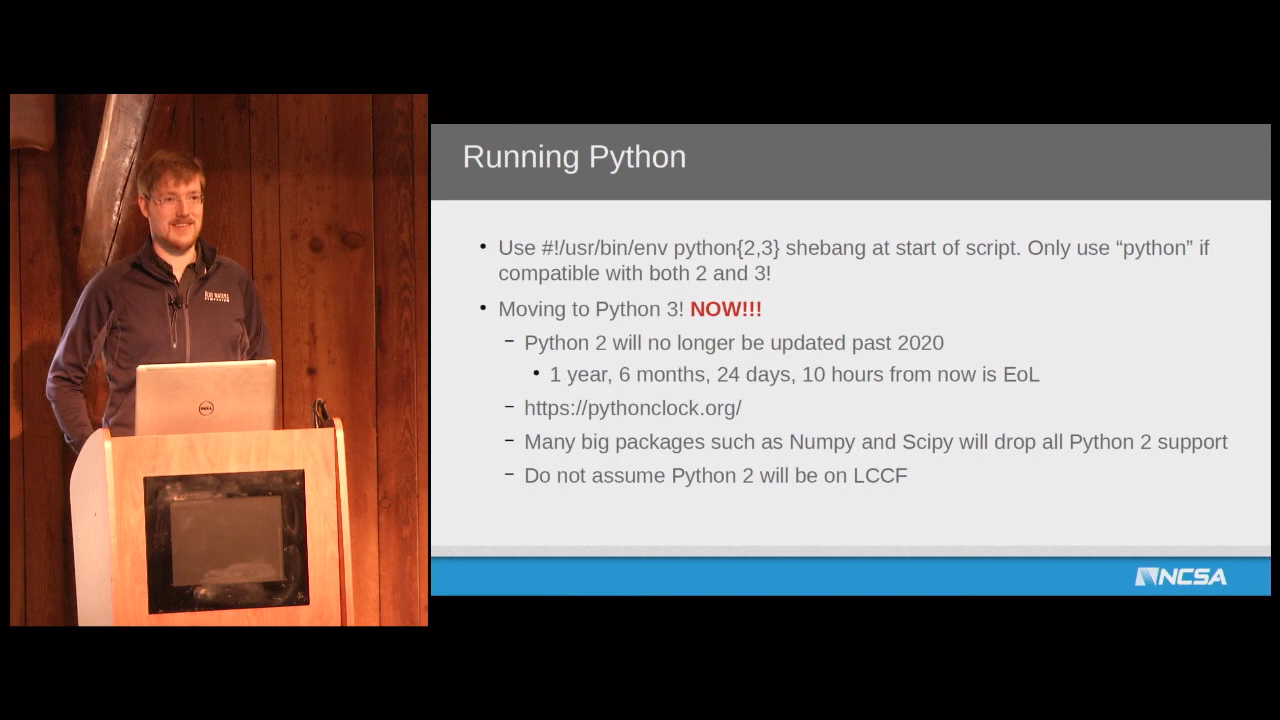 Running Python
Use #!/usr/bin/env python{2,3} shebang at start of script. Only use “python” if
compatible with both 2 and 3!
Moving to Python 3! NOW!!!
Python 2 will no longer be updated past 2020
1 year, 6 months, 24 days, 10 hours from now is EoL
https://pythonclock.org/
Many big packages such as Numpy and Scipy will drop all Python 2 support
Do not assume Python 2 will be on LCCF
NCSA
BLUE WATERS
SYMPOSIUM
DELL